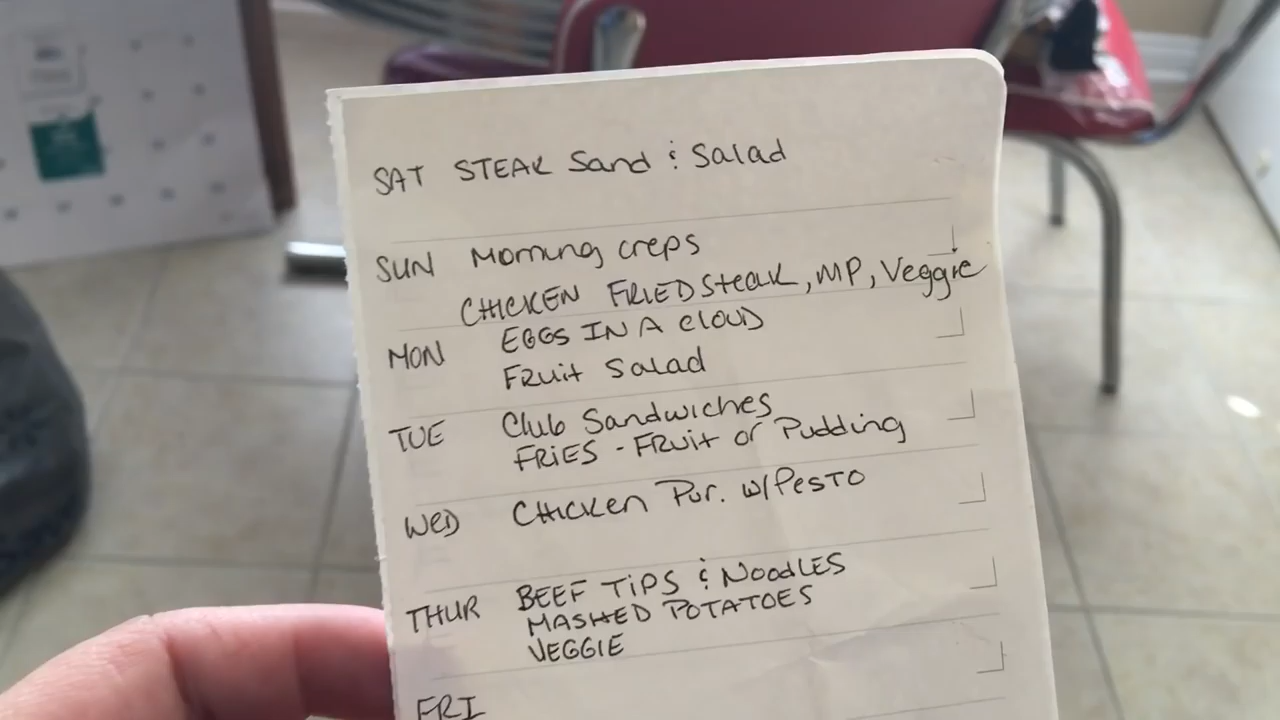 SAT STEAK Sand & Salad
SUN Morning creps
CHICKEN FRIED Steak, MP, Veggie
MON EGGS IN A CLOUD
Fruit Salad
TUE Club Sandwiches
FRIES - Fruit or Pudding
WED CHICKEN Pur. w/PESTO
THUR BEEF TIPS & NOODLES
MASHED POTATOES
VEGGIE
FRI